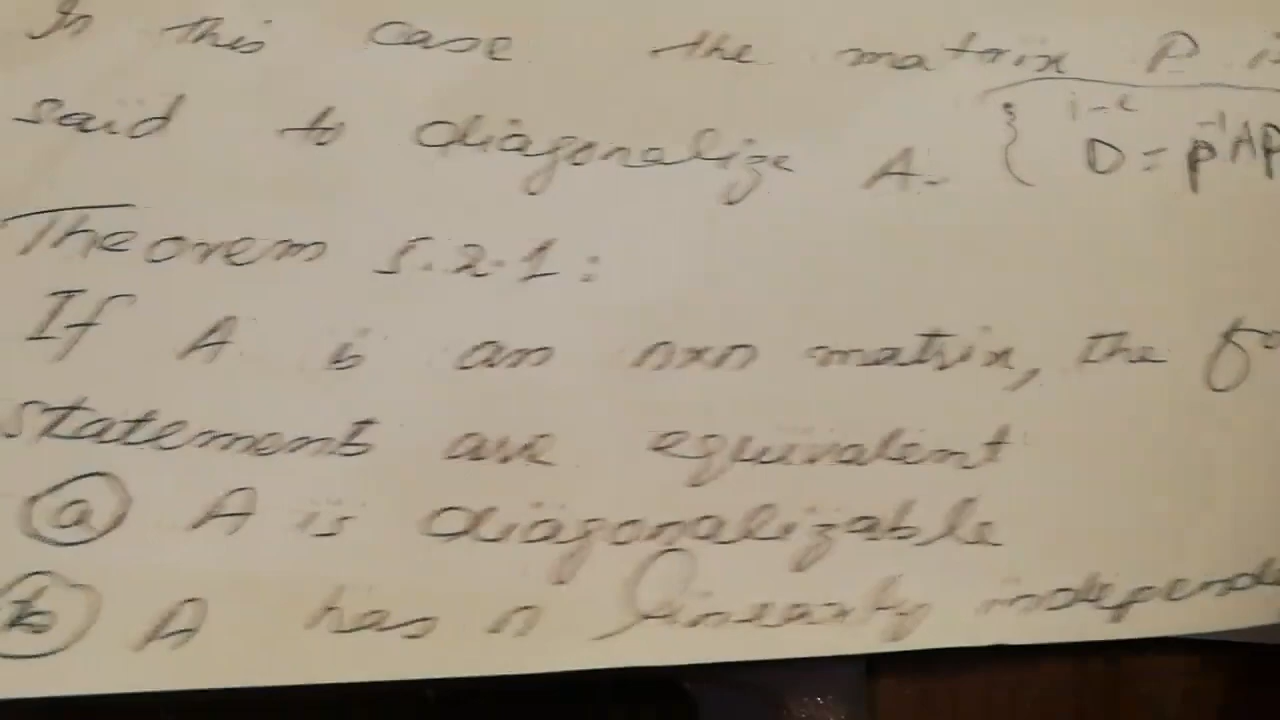 In this case the matrix P is
said to diagonalize A. { i-e D = P⁻¹AP
Theorem 5.2.1:
If A is an nxn matrix, the
statements are equivalent
(a) A is diagonalizable
(b) A has n linearly